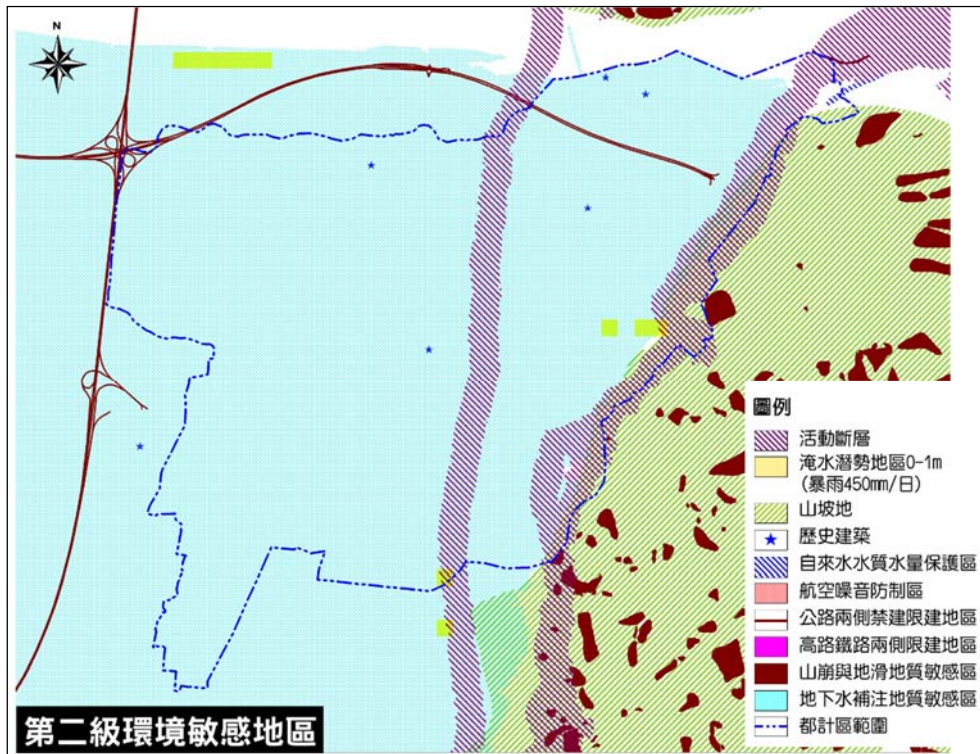 N
圖例
活動斷層
淹水潛勢地區0-1m
(暴雨450mm/日)
山坡地
歷史建築
自來水水質水量保護區
航空噪音防制區
公路兩側禁建限建地區
高路鐵路兩側限建地區
山崩與地滑地質敏感區
地下水補注地質敏感區
都計區範圍
第二級環境敏感地區